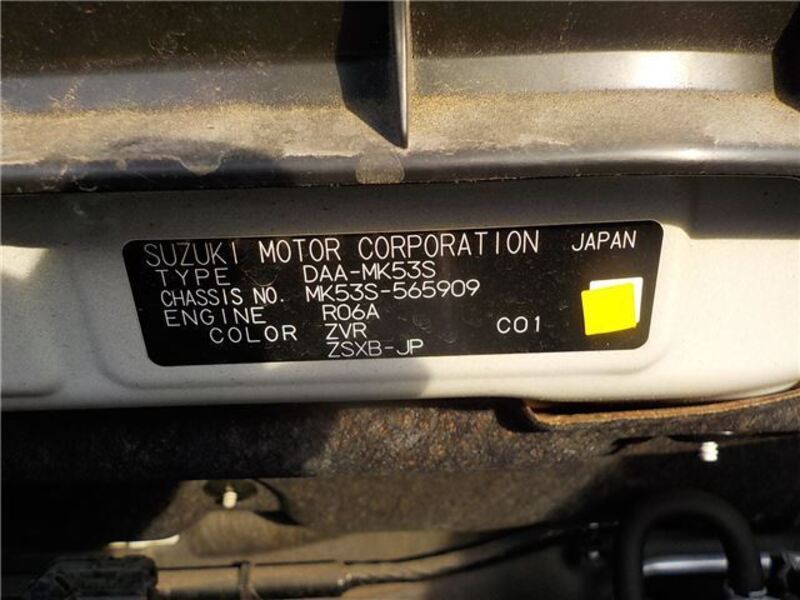 SUZUKI MOTOR CORPORATION JAPAN
TYPE DAA-MK53S
CHASSIS NO. MK53S-565909
ENGINE R06A
COLOR ZVR C01
ZSXB-JP